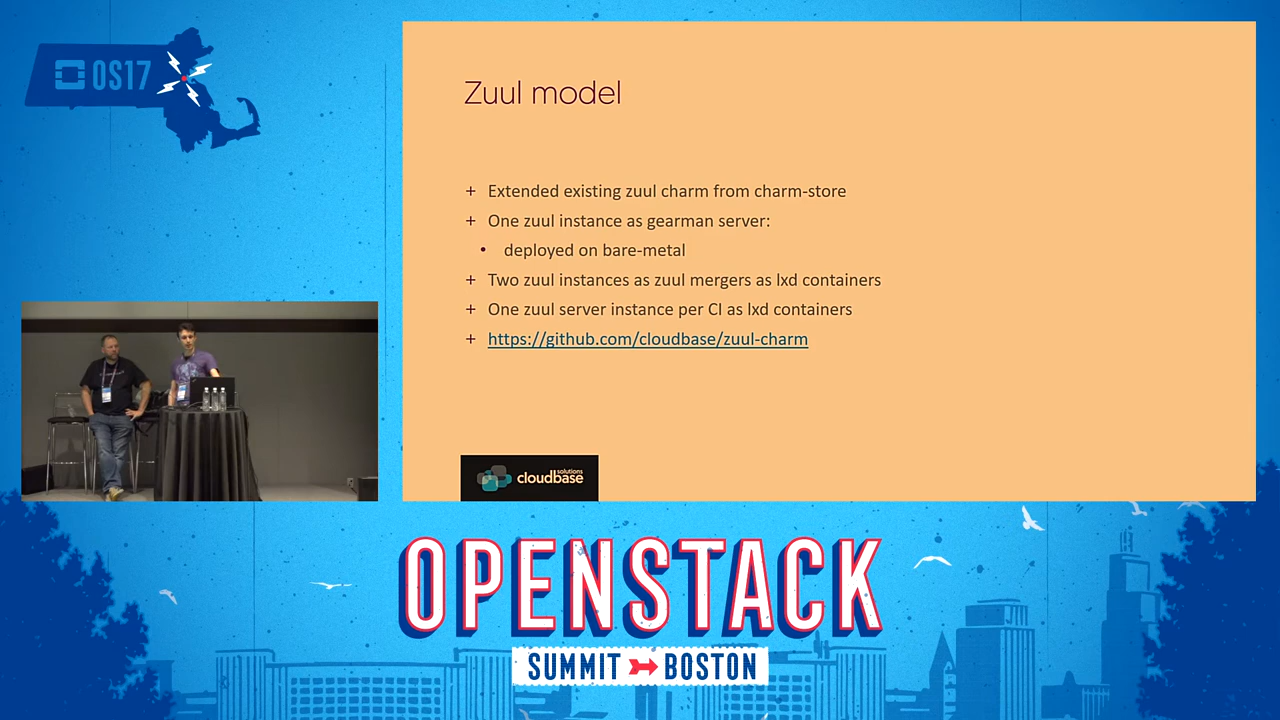 OS17
Zuul model
+ Extended existing zuul charm from charm-store
+ One zuul instance as gearman server:
• deployed on bare-metal
+ Two zuul instances as zuul mergers as lxd containers
+ One zuul server instance per CI as lxd containers
+ https://github.com/cloudbase/zuul-charm
cloudbase solutions
OPENSTACK
SUMMIT BOSTON